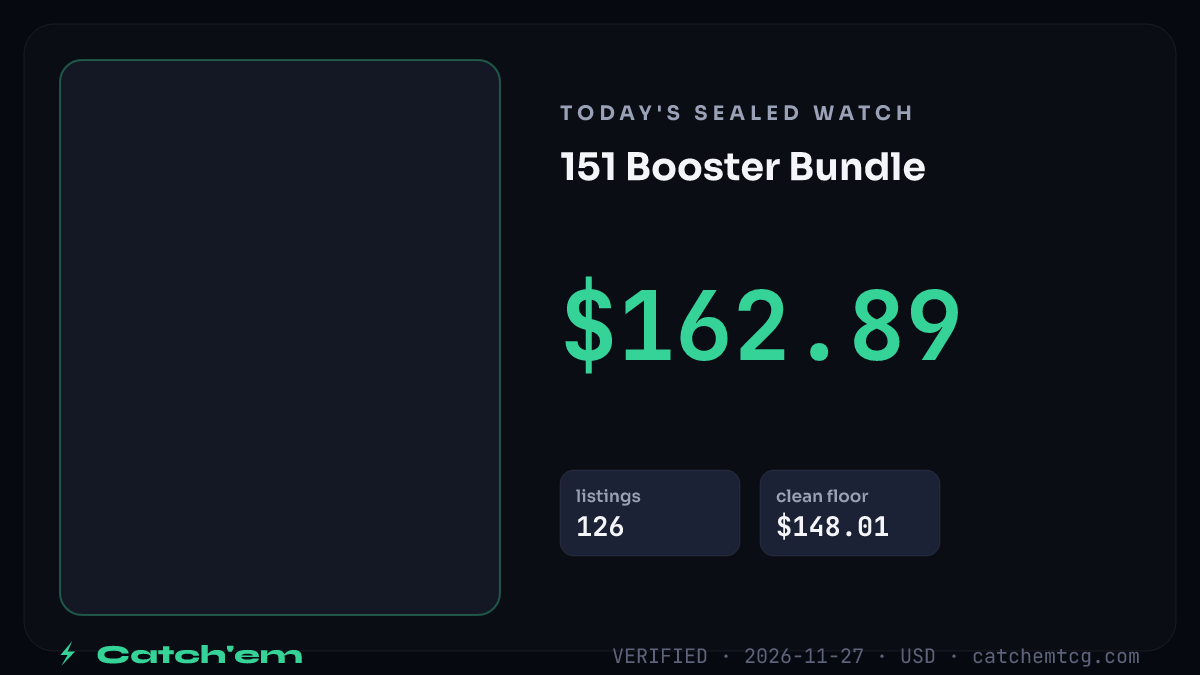 TODAY'S SEALED WATCH
151 Booster Bundle
$162.89
listings
126
clean floor
$148.01
Catch'em
VERIFIED · 2026-11-27 · USD · catchemtcg.com